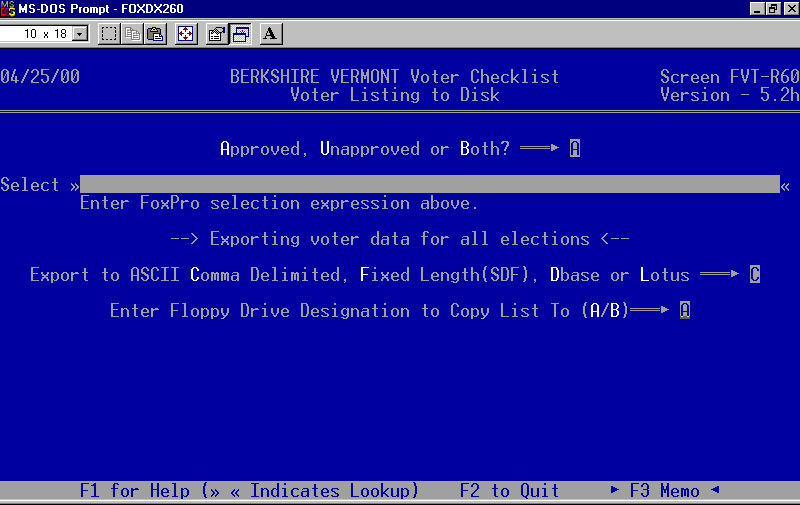 MS-DOS Prompt - FOXDX260
10 x 18
A
04/25/00 BERKSHIRE VERMONT Voter Checklist Screen FVT-R60
Voter Listing to Disk Version - 5.2h
Approved, Unapproved or Both? ═══► A
Select » «
Enter FoxPro selection expression above.
--> Exporting voter data for all elections <--
Export to ASCII Comma Delimited, Fixed Length(SDF), Dbase or Lotus ═══► C
Enter Floppy Drive Designation to Copy List To (A/B)═══► A
F1 for Help (» « Indicates Lookup) F2 to Quit ► F3 Memo ◄